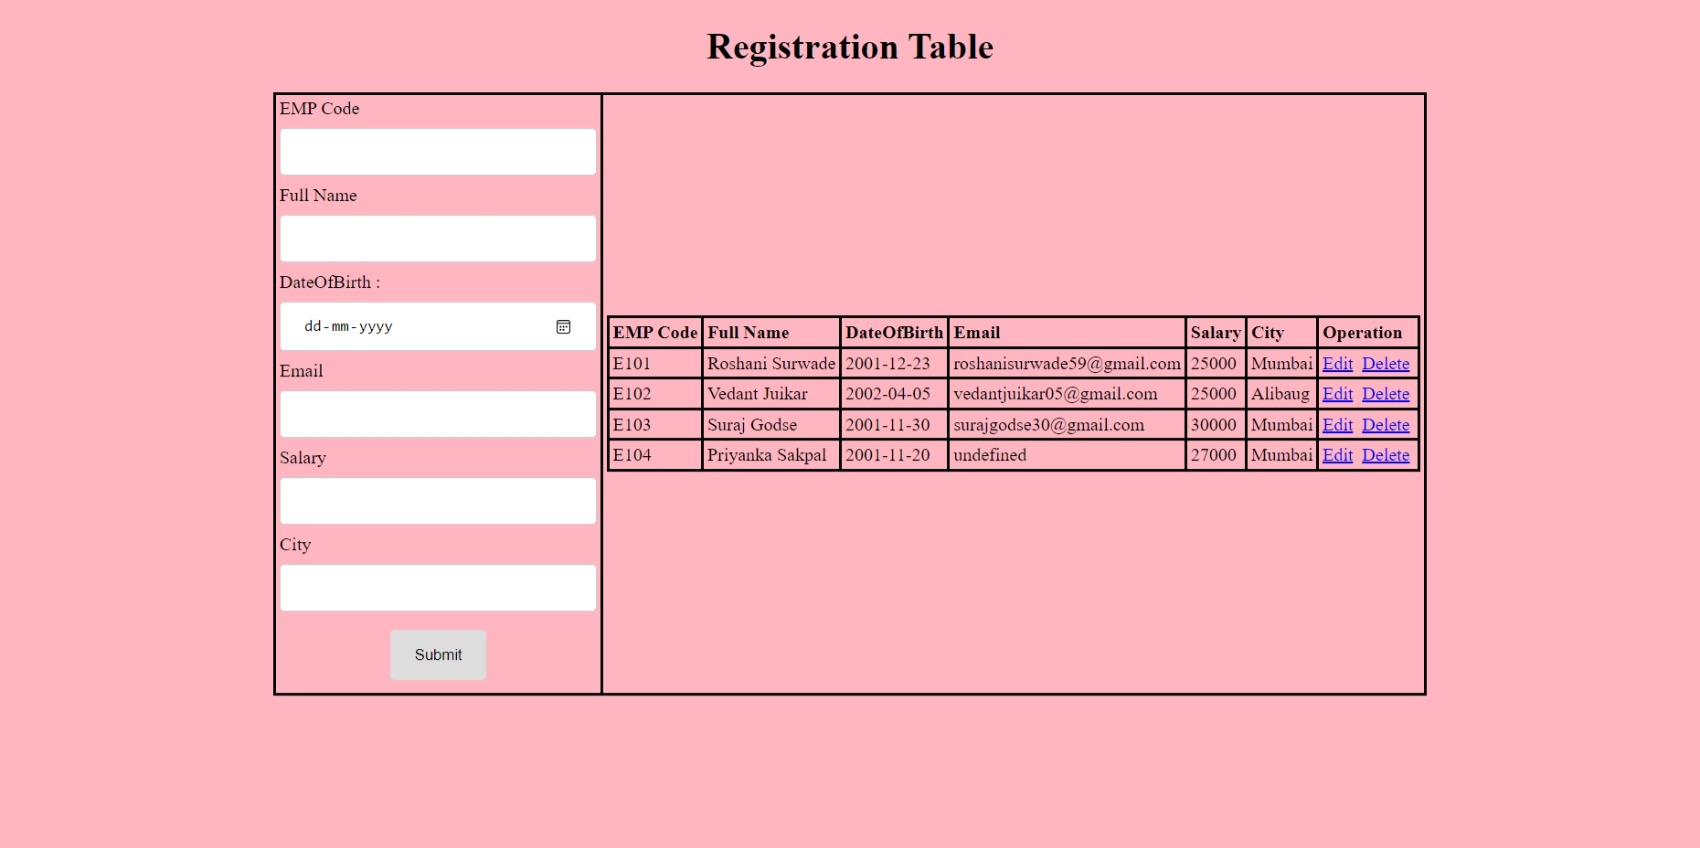 Registration Table
EMP Code
Full Name
DateOfBirth :
dd-mm-yyyy
Email
Salary
City
Submit
EMP Code Full Name DateOfBirth Email Salary City Operation
E101 Roshani Surwade 2001-12-23 roshanisurwade59@gmail.com 25000 Mumbai Edit Delete
E102 Vedant Juikar 2002-04-05 vedantjuikar05@gmail.com 25000 Alibaug Edit Delete
E103 Suraj Godse 2001-11-30 surajgodse30@gmail.com 30000 Mumbai Edit Delete
E104 Priyanka Sakpal 2001-11-20 undefined 27000 Mumbai Edit Delete